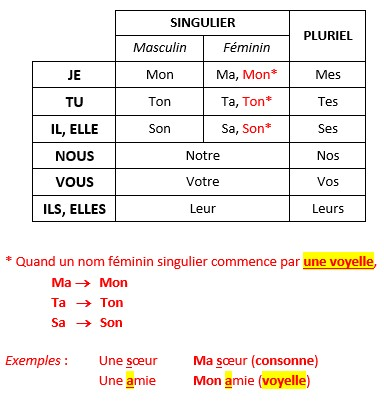 SINGULIER
PLURIEL
Masculin Féminin
JE Mon Ma, Mon* Mes
TU Ton Ta, Ton* Tes
IL, ELLE Son Sa, Son* Ses
NOUS Notre Nos
VOUS Votre Vos
ILS, ELLES Leur Leurs
* Quand un nom féminin singulier commence par une voyelle,
Ma → Mon
Ta → Ton
Sa → Son
Exemples : Une sœur Ma sœur (consonne)
Une amie Mon amie (voyelle)